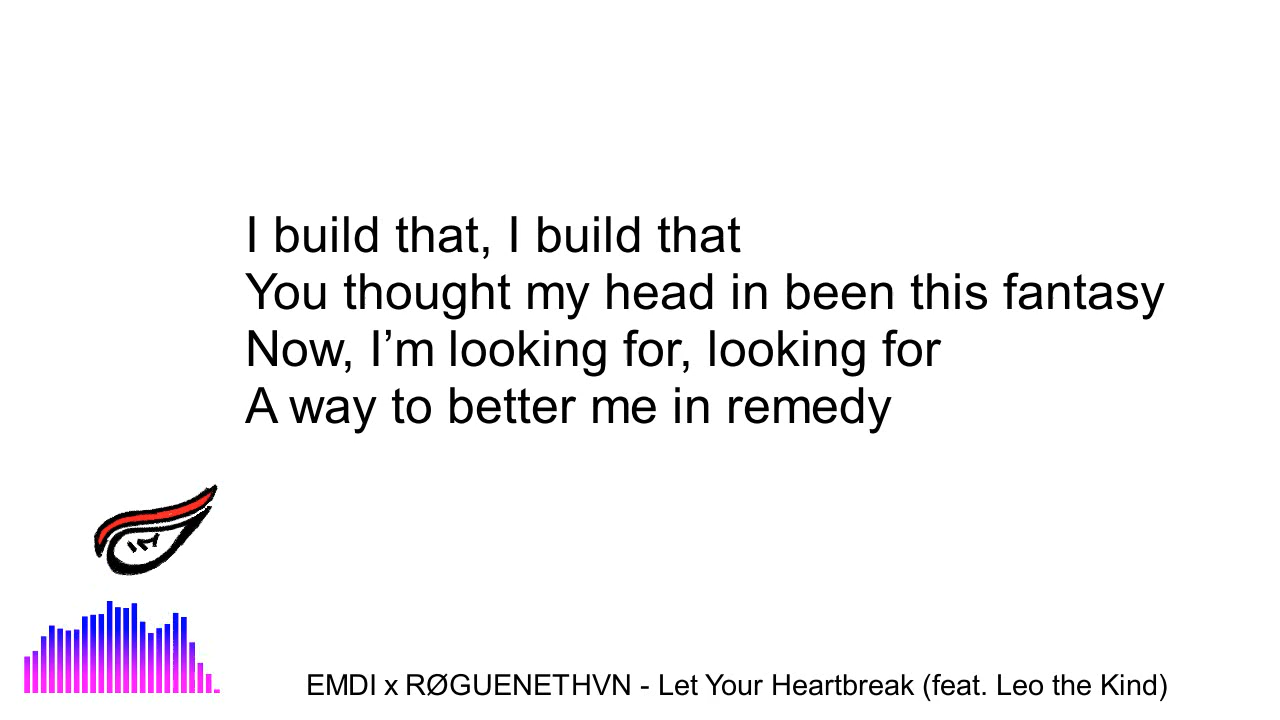 I build that, I build that
You thought my head in been this fantasy
Now, I’m looking for, looking for
A way to better me in remedy
EMDI x RØGUENETHVN - Let Your Heartbreak (feat. Leo the Kind)